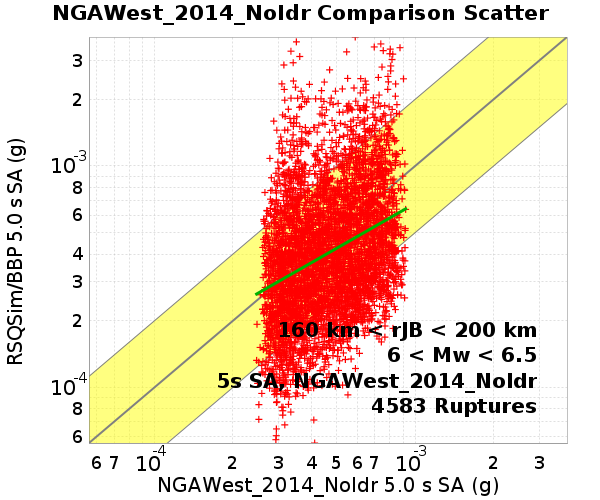 NGAWest_2014_NoIdr Comparison Scatter
RSQSim/BBP 5.0 s SA (g)
3
2
10-3
8
6
4
3
2
10-4
8
6
160 km < rJB < 200 km
6 < Mw < 6.5
5s SA, NGAWest_2014_NoIdr
4583 Ruptures
6 7 10-4 2 3 4 5 6 7 10-3 2 3
NGAWest_2014_NoIdr 5.0 s SA (g)